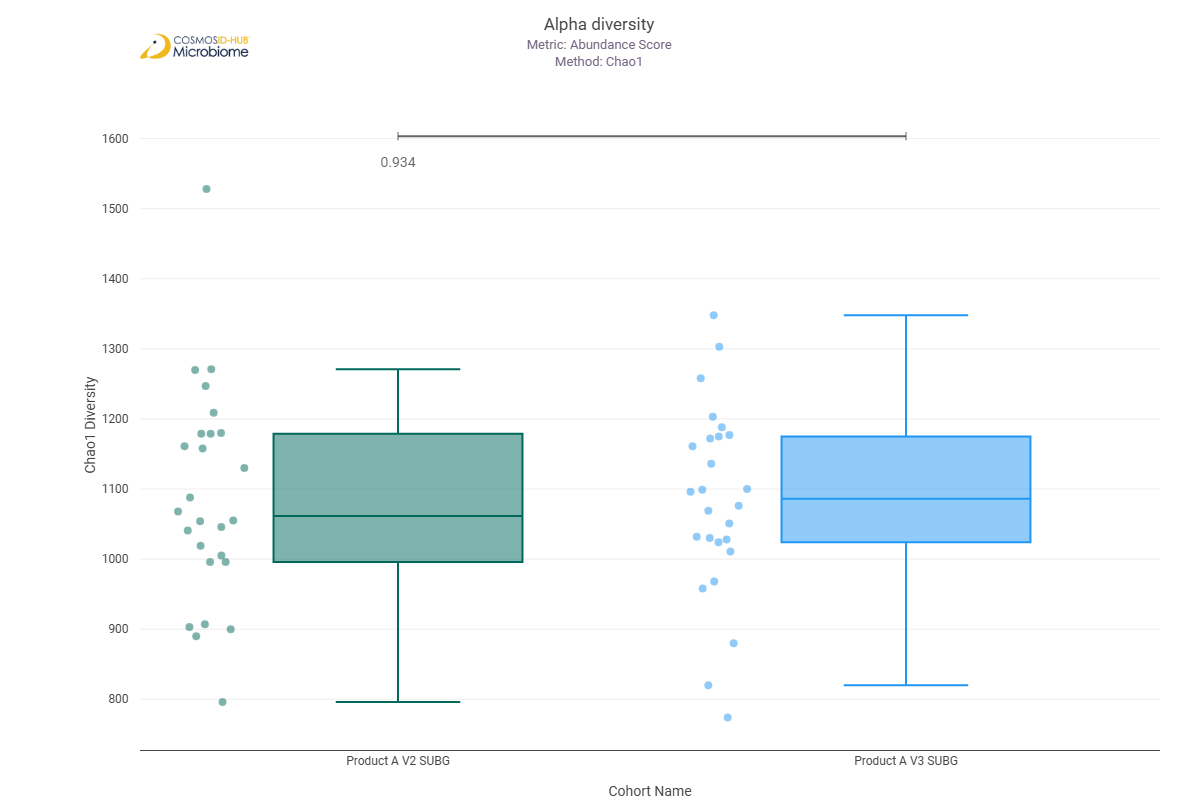 COSMOSID-HUB
Microbiome
Alpha diversity
Metric: Abundance Score
Method: Chao1
1600
0.934
1500
1400
1300
1200
1100
1000
900
800
Chao1 Diversity
Product A V2 SUBG
Product A V3 SUBG
Cohort Name